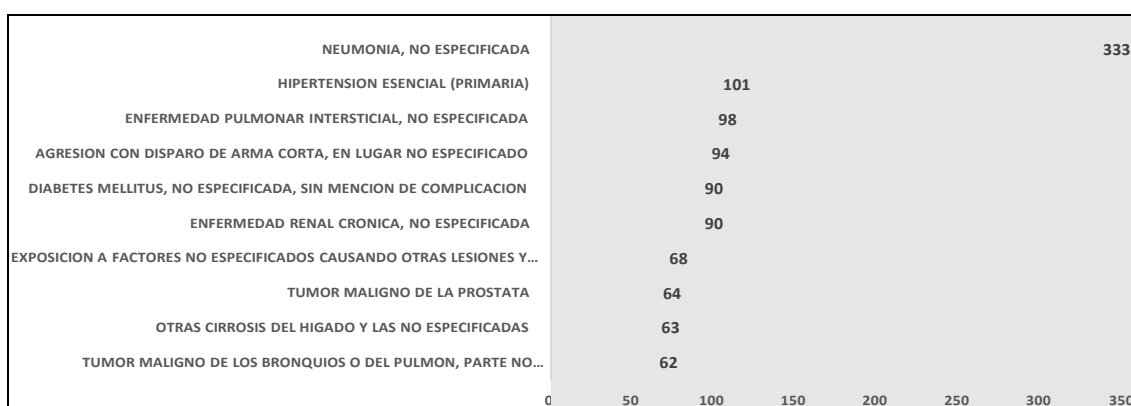 NEUMONIA, NO ESPECIFICADA 333
HIPERTENSION ESENCIAL (PRIMARIA) 101
ENFERMEDAD PULMONAR INTERSTICIAL, NO ESPECIFICADA 98
AGRESION CON DISPARO DE ARMA CORTA, EN LUGAR NO ESPECIFICADO 94
DIABETES MELLITUS, NO ESPECIFICADA, SIN MENCION DE COMPLICACION 90
ENFERMEDAD RENAL CRONICA, NO ESPECIFICADA 90
EXPOSICION A FACTORES NO ESPECIFICADOS CAUSANDO OTRAS LESIONES Y... 68
TUMOR MALIGNO DE LA PROSTATA 64
OTRAS CIRROSIS DEL HIGADO Y LAS NO ESPECIFICADAS 63
TUMOR MALIGNO DE LOS BRONQUIOS O DEL PULMON, PARTE NO... 62
0 50 100 150 200 250 300 350